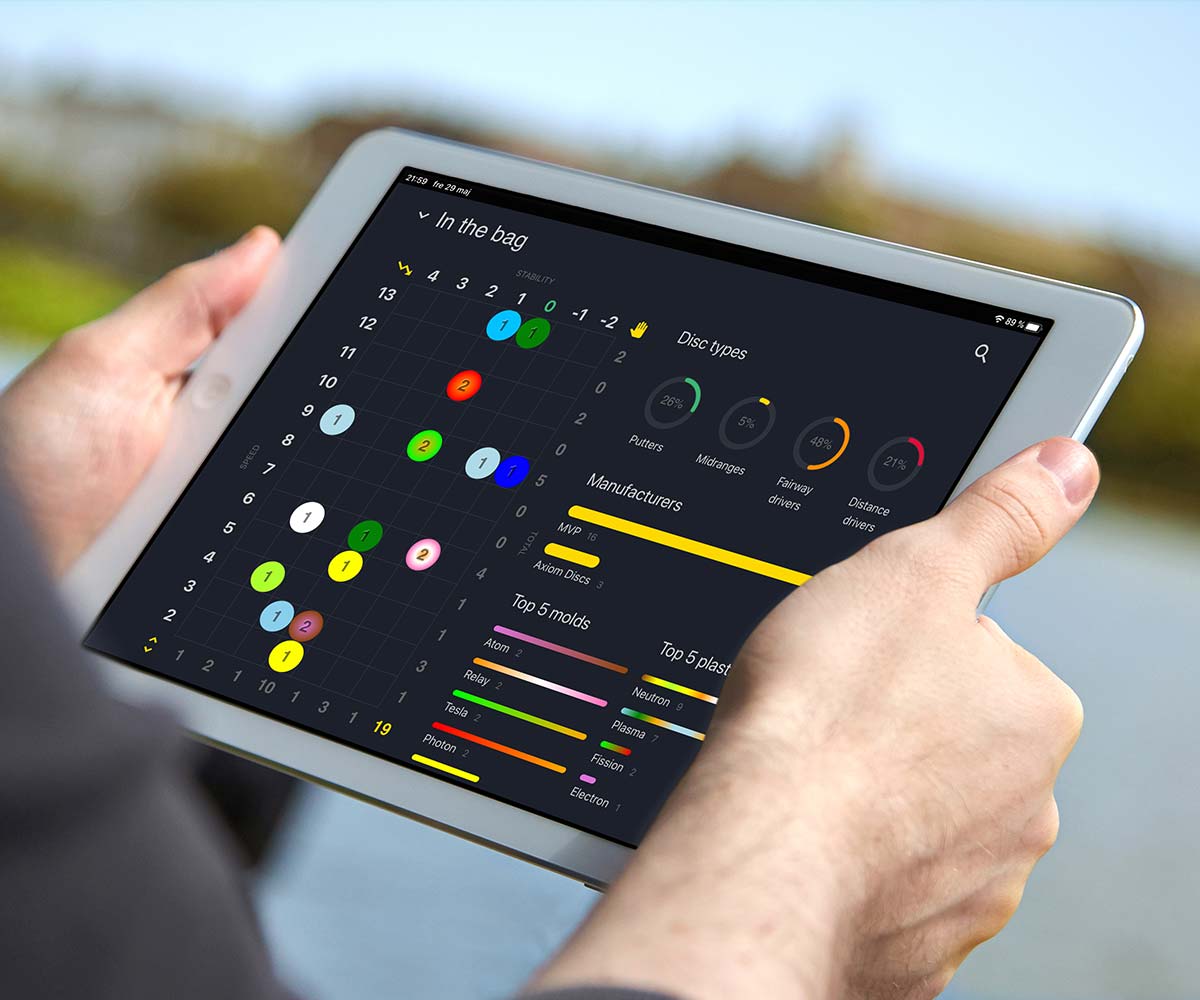 21:59 fre 29 maj
89 %
In the bag
STABILITY
4 3 2 1 0 -1 -2
13
12
11
10
9
8
7
6
5
4
3
2
SPEED
1 1
2
1
2
1 1
1
1
2
1
1
1 2
1
2
0
2
0
5
0
0
4
1
1
3
1
TOTAL
1 2 1 10 1 3 1 19
Disc types
26%
Putters
5%
Midranges
48%
Fairway
drivers
21%
Distance
drivers
Manufacturers
MVP 16
Axiom Discs 3
Top 5 molds
Atom 2
Relay 2
Tesla 2
Photon 2
Top 5 plast
Neutron 9
Plasma 7
Fission 2
Electron 1